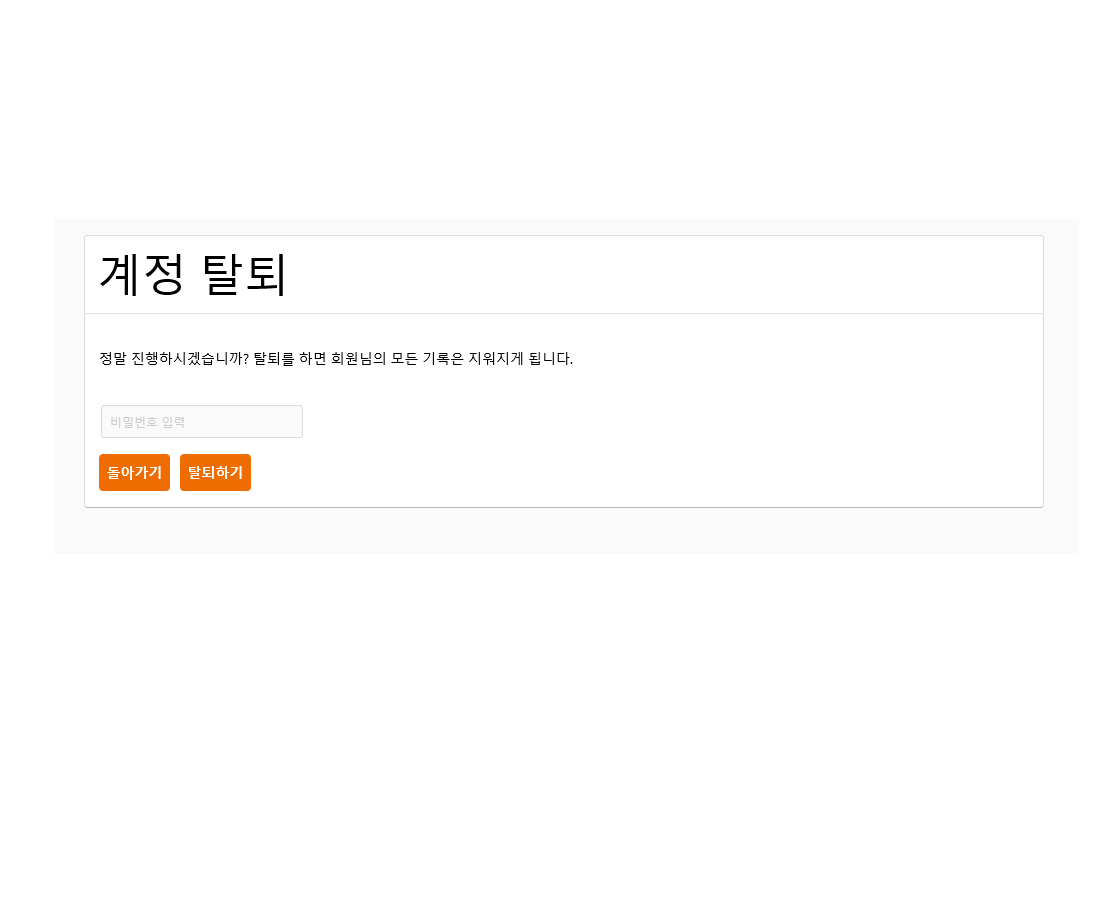 계정 탈퇴
정말 진행하시겠습니까? 탈퇴를 하면 회원님의 모든 기록은 지워지게 됩니다.
비밀번호 입력
돌아가기 탈퇴하기